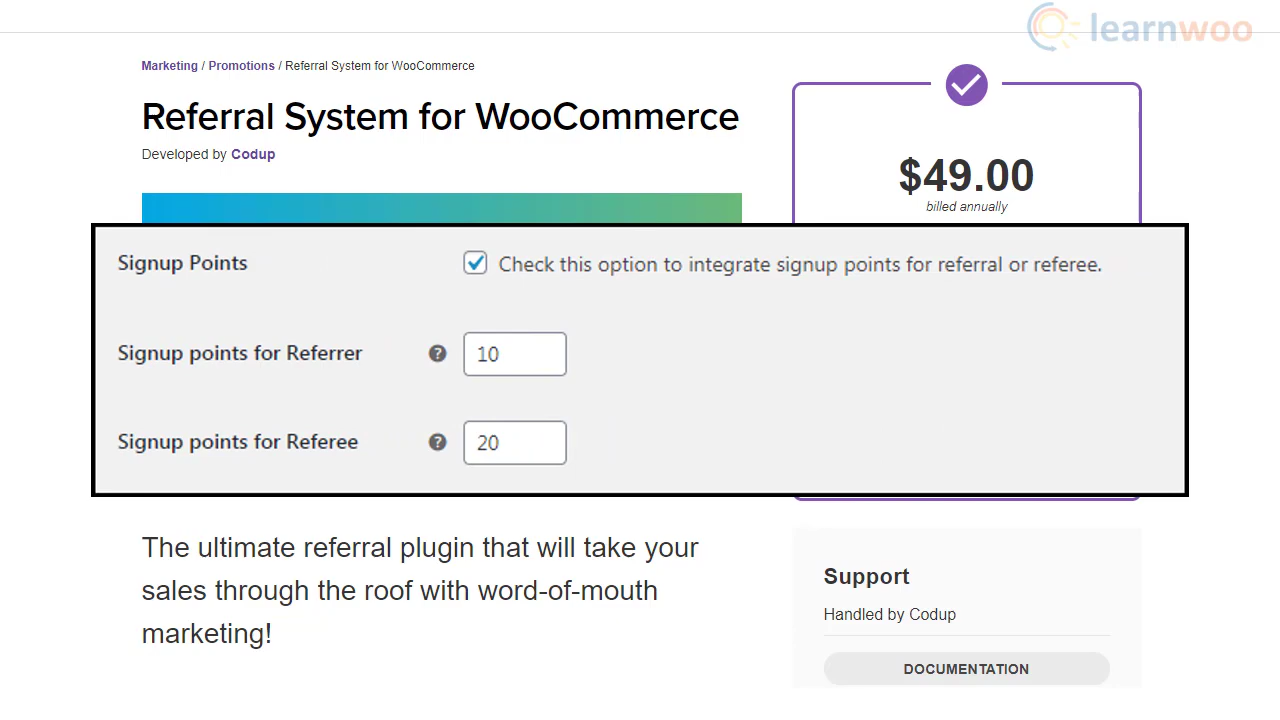 learnwoo
Marketing / Promotions / Referral System for WooCommerce
Referral System for WooCommerce
Developed by Codup
$49.00
billed annually
Signup Points
Check this option to integrate signup points for referral or referee.
Signup points for Referrer ? 10
Signup points for Referee ? 20
The ultimate referral plugin that will take your
sales through the roof with word-of-mouth
marketing!
Support
Handled by Codup
DOCUMENTATION